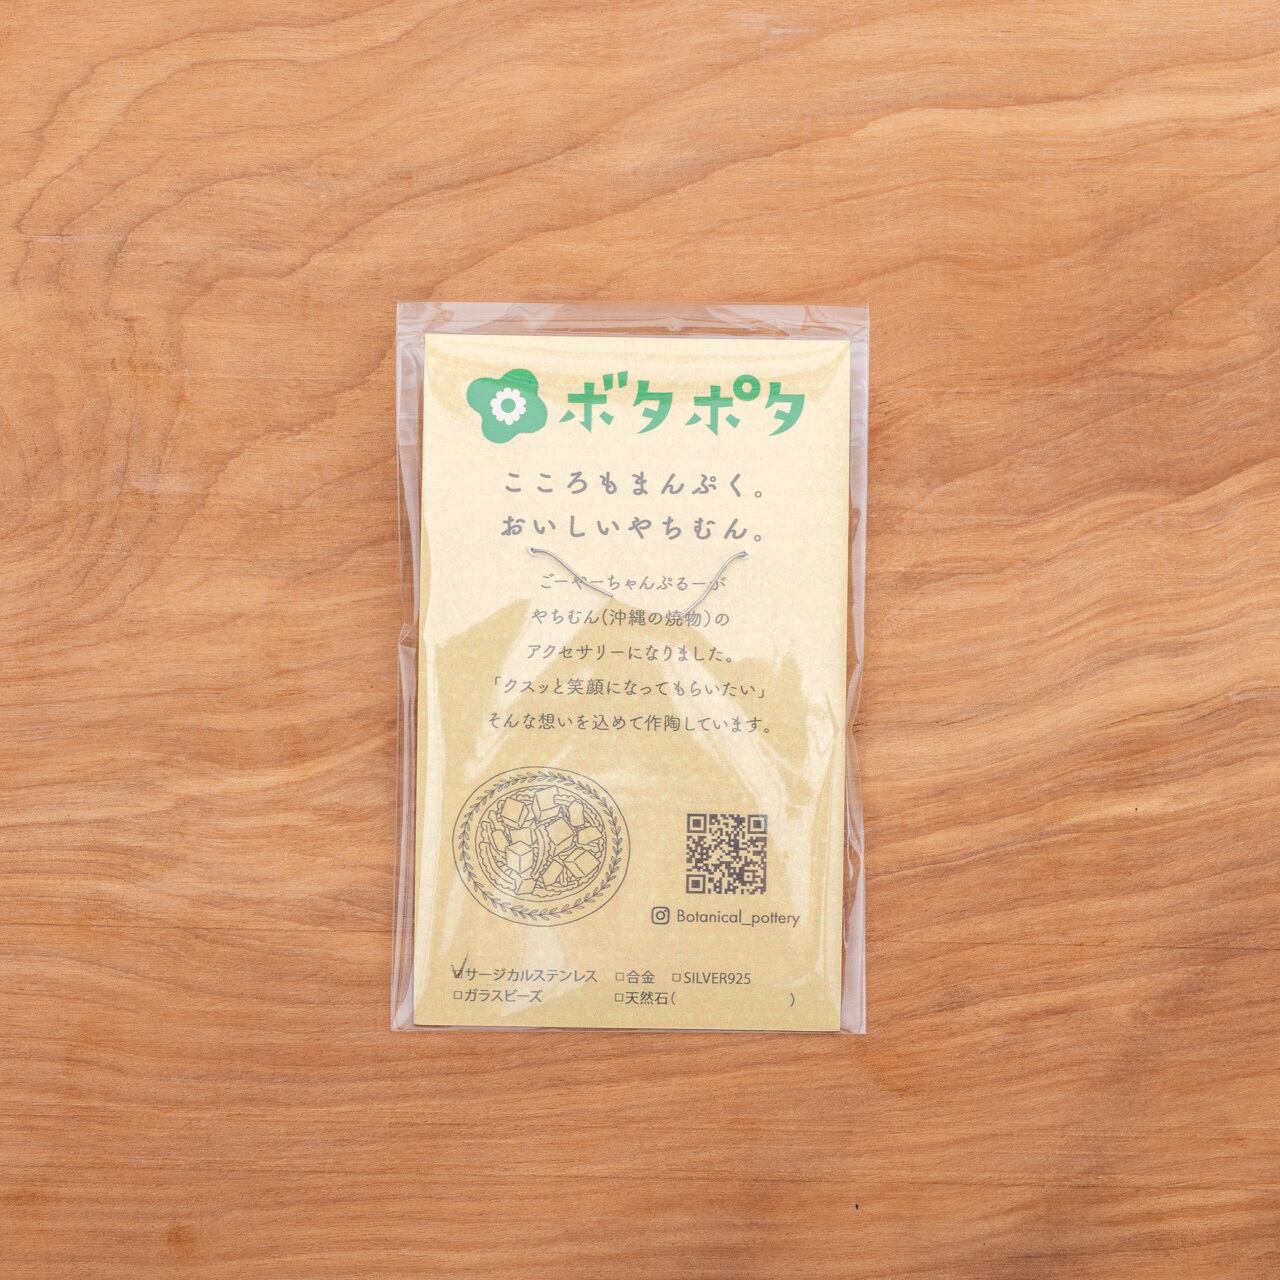 ボタポタ
こころもまんぷく。
おいしいやちむん。
ごーやーちゃんぷるーが
やちむん(沖縄の焼物)の
アクセサリーになりました。
「クスッと笑顔になってもらいたい」
そんな想いを込めて作陶しています。
Botanical_pottery
☑サージカルステンレス □合金 □SILVER925
□ガラスビーズ □天然石( )